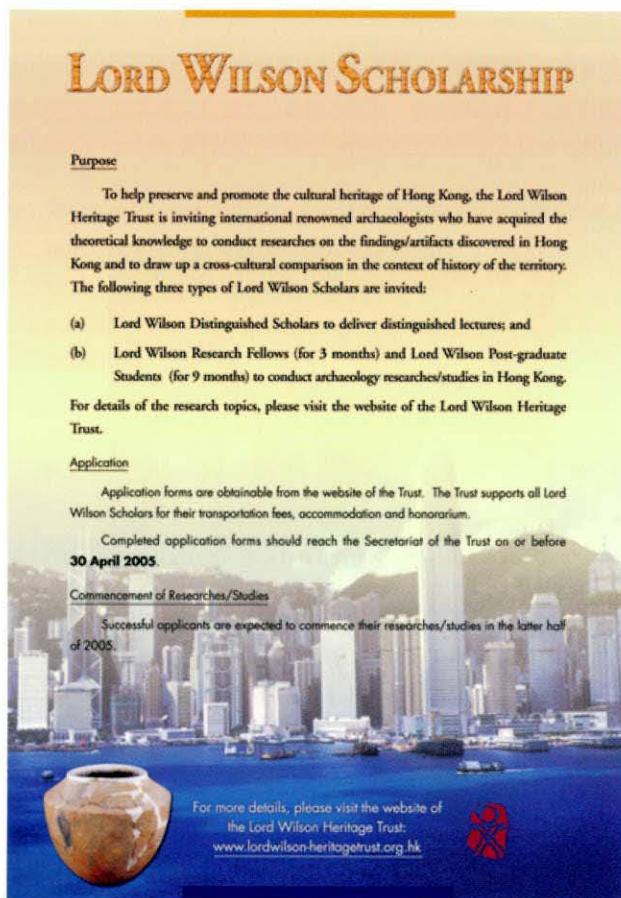 LORD WILSON SCHOLARSHIP
Purpose
To help preserve and promote the cultural heritage of Hong Kong, the Lord Wilson
Heritage Trust is inviting international renowned archaeologists who have acquired the
theoretical knowledge to conduct researches on the findings/artifacts discovered in Hong
Kong and to draw up a cross-cultural comparison in the context of history of the territory.
The following three types of Lord Wilson Scholars are invited:
(a) Lord Wilson Distinguished Scholars to deliver distinguished lectures; and
(b) Lord Wilson Research Fellows (for 3 months) and Lord Wilson Post-graduate
Students (for 9 months) to conduct archaeology researches/studies in Hong Kong.
For details of the research topics, please visit the website of the Lord Wilson Heritage
Trust.
Application
Application forms are obtainable from the website of the Trust. The Trust supports all Lord
Wilson Scholars for their transportation fees, accommodation and honorarium.
Completed application forms should reach the Secretariat of the Trust on or before
30 April 2005.
Commencement of Researches/Studies
Successful applicants are expected to commence their researches/studies in the latter half
of 2005.
For more details, please visit the website of
the Lord Wilson Heritage Trust:
www.lordwilson-heritagetrust.org.hk